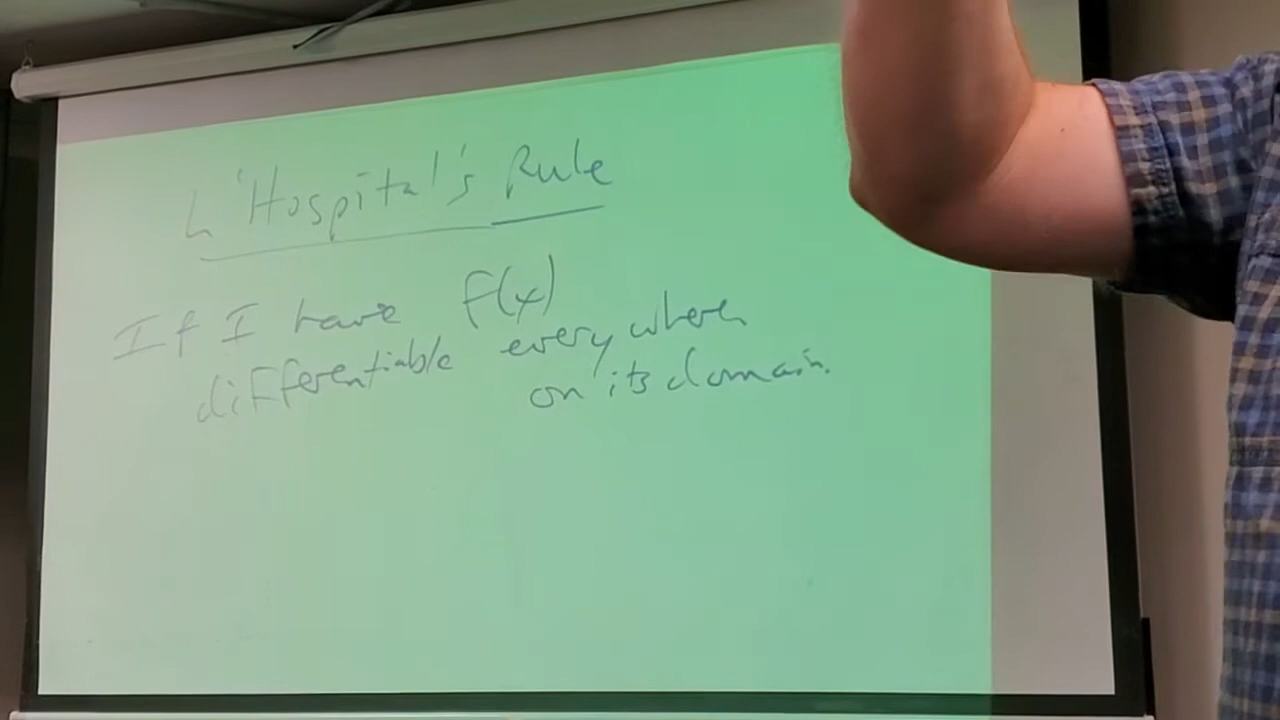 L'Hospital's Rule
If I have f(x)
differentiable everywhere
on its domain.